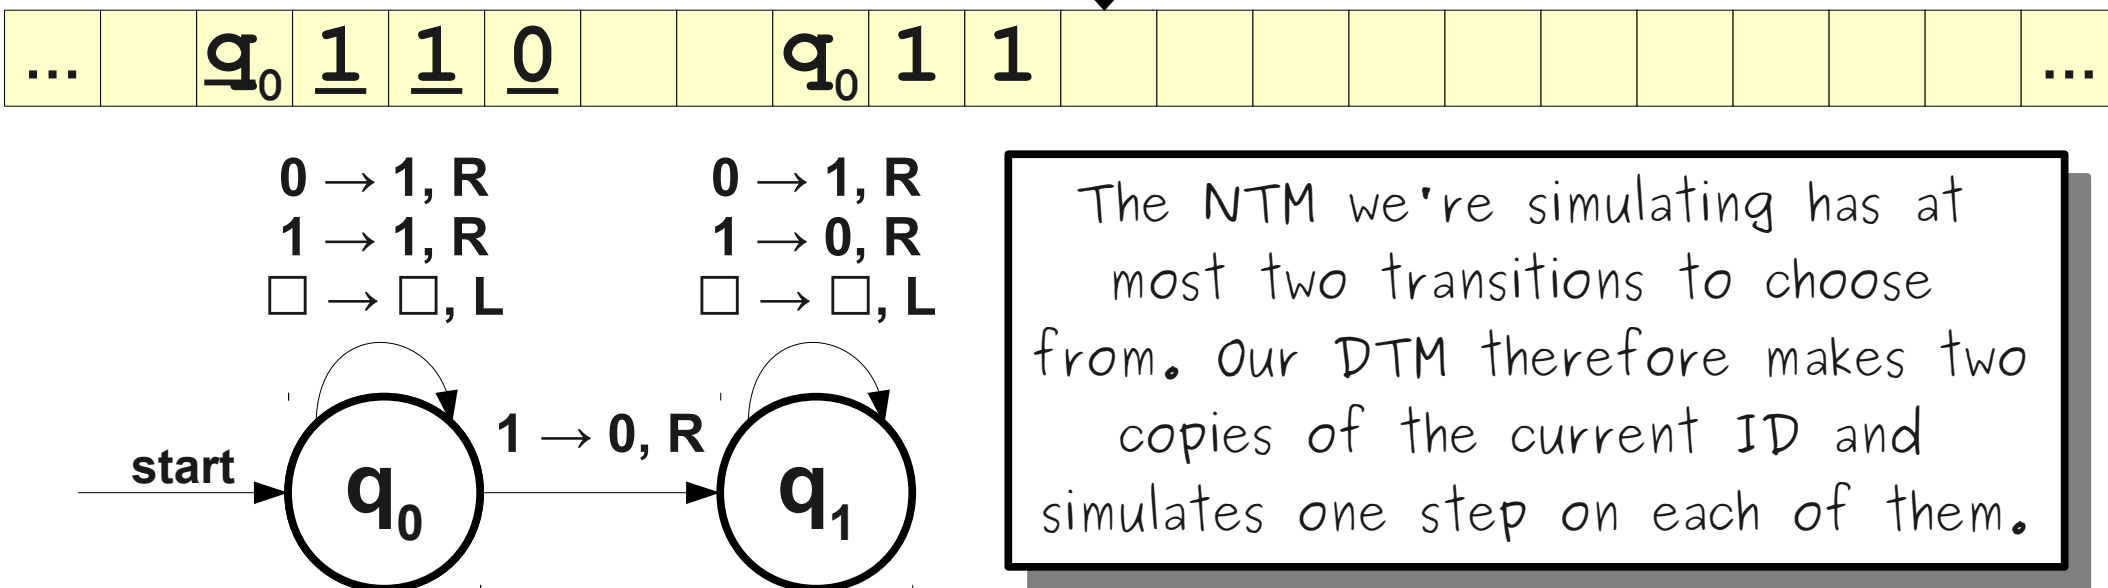 ... q₀ 1 1 0 q₀ 1 1 ...
0 → 1, R
1 → 1, R
□ → □, L
0 → 1, R
1 → 0, R
□ → □, L
start
q₀
1 → 0, R
q₁
The NTM we're simulating has at
most two transitions to choose
from. Our DTM therefore makes two
copies of the current ID and
simulates one step on each of them.